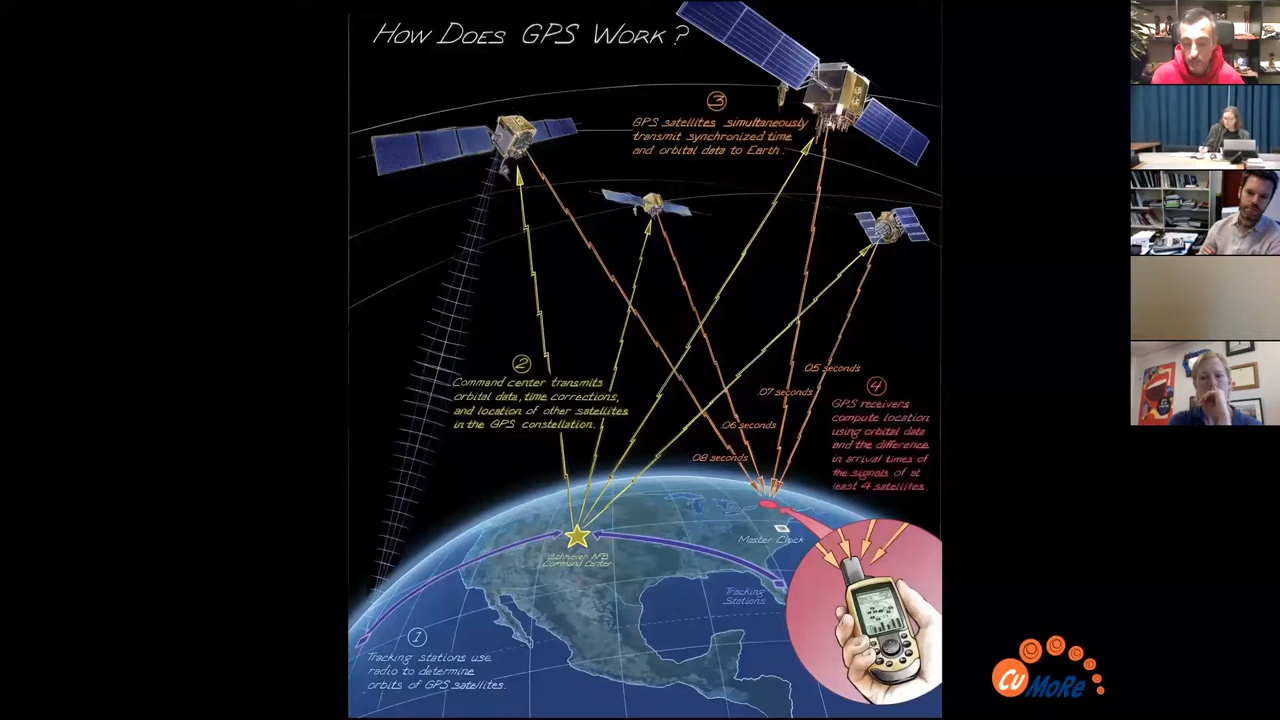 HOW DOES GPS WORK?
3
GPS satellites simultaneously
transmit synchronized time
and orbital data to Earth.
2
Command center transmits
orbital data, time corrections,
and location of other satellites
in the GPS constellation.
.05 seconds
.07 seconds
.06 seconds
.08 seconds
4
GPS receivers
compute location
using orbital data
and the difference
in arrival times of
the signals of at
least 4 satellites.
Schriever AFB
Command Center
Master Clock
Tracking
Stations
1
Tracking stations use
radio to determine
orbits of GPS satellites.
CU MoRe